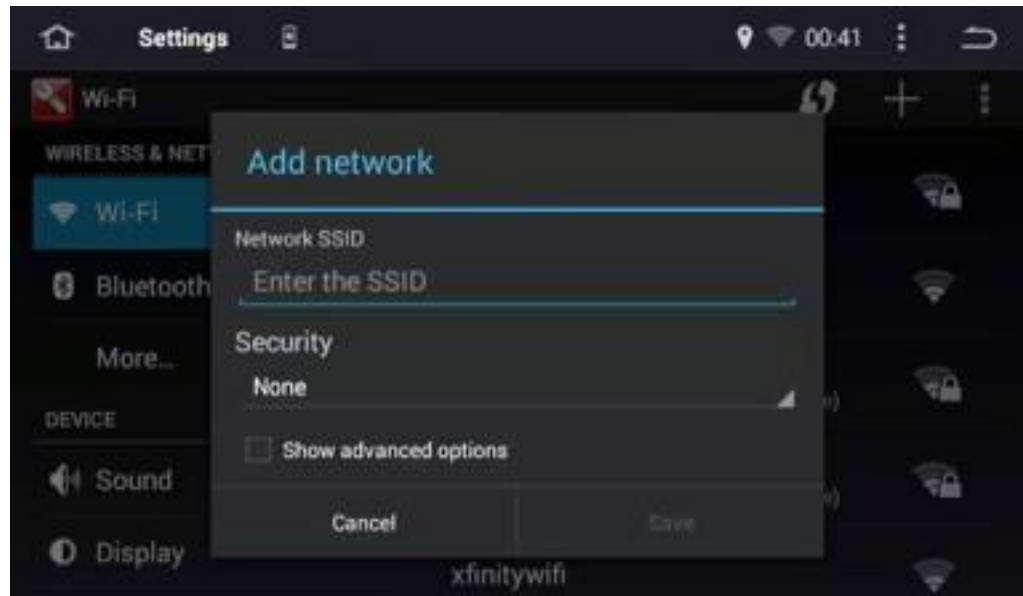 Settings
00:41
Wi-Fi
WIRELESS & NET
Add network
Wi-Fi
Network SSID
Enter the SSID
Bluetooth
Security
More...
None
DEVICE
Show advanced options
Sound
Cancel
Save
Display
xfinitywifi